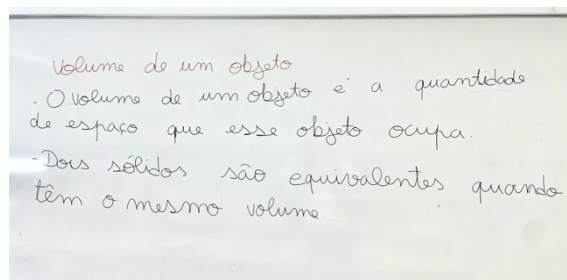 Volume de um objeto
. O volume de um objeto é a quantidade
de espaço que esse objeto ocupa.
- Dois sólidos são equivalentes quando
têm o mesmo volume.